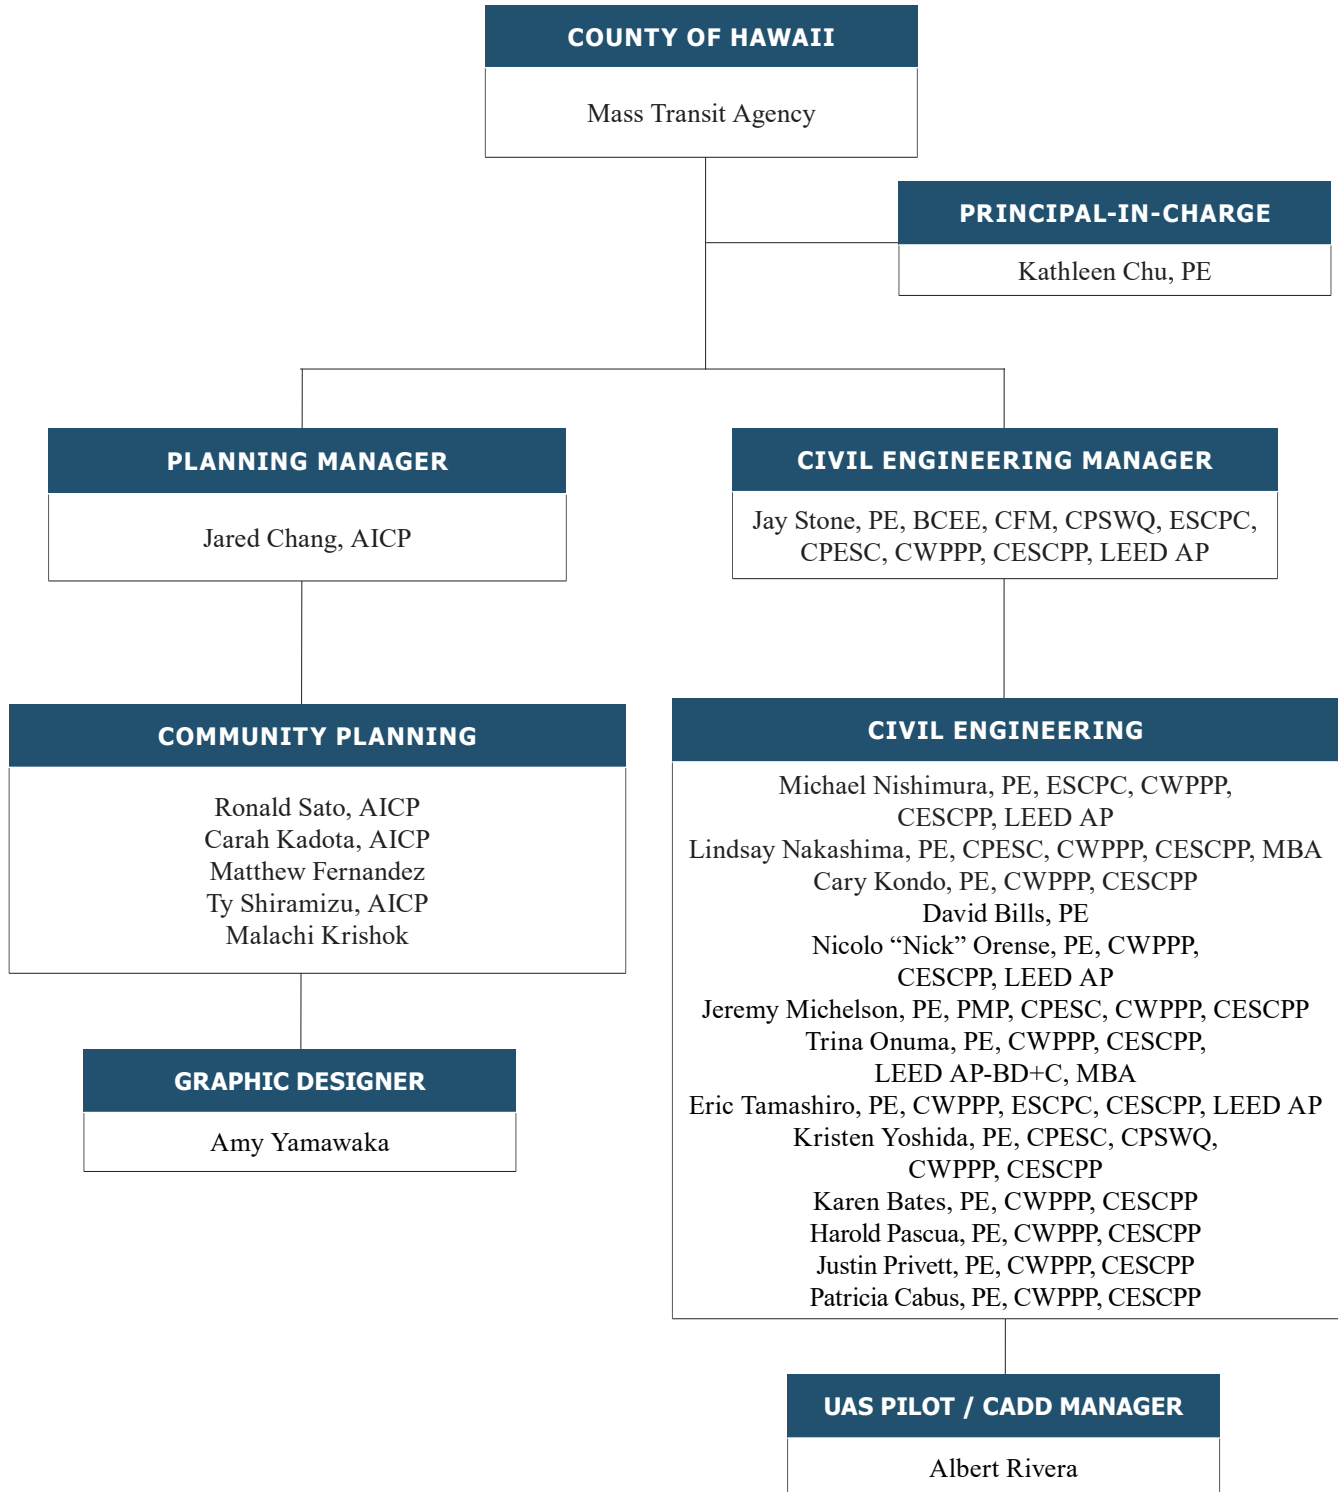 COUNTY OF HAWAII
Mass Transit Agency
PRINCIPAL-IN-CHARGE
Kathleen Chu, PE
PLANNING MANAGER
Jared Chang, AICP
CIVIL ENGINEERING MANAGER
Jay Stone, PE, BCEE, CFM, CPSWQ, ESCPC,
CPESC, CWPPP, CESCPP, LEED AP
COMMUNITY PLANNING
Ronald Sato, AICP
Carah Kadota, AICP
Matthew Fernandez
Ty Shiramizu, AICP
Malachi Krishok
GRAPHIC DESIGNER
Amy Yamawaka
CIVIL ENGINEERING
Michael Nishimura, PE, ESCPC, CWPPP,
CESCPP, LEED AP
Lindsay Nakashima, PE, CPESC, CWPPP, CESCPP, MBA
Cary Kondo, PE, CWPPP, CESCPP
David Bills, PE
Nicolo “Nick” Orense, PE, CWPPP,
CESCPP, LEED AP
Jeremy Michelson, PE, PMP, CPESC, CWPPP, CESCPP
Trina Onuma, PE, CWPPP, CESCPP,
LEED AP-BD+C, MBA
Eric Tamashiro, PE, CWPPP, ESCPC, CESCPP, LEED AP
Kristen Yoshida, PE, CPESC, CPSWQ,
CWPPP, CESCPP
Karen Bates, PE, CWPPP, CESCPP
Harold Pascua, PE, CWPPP, CESCPP
Justin Privett, PE, CWPPP, CESCPP
Patricia Cabus, PE, CWPPP, CESCPP
UAS PILOT / CADD MANAGER
Albert Rivera